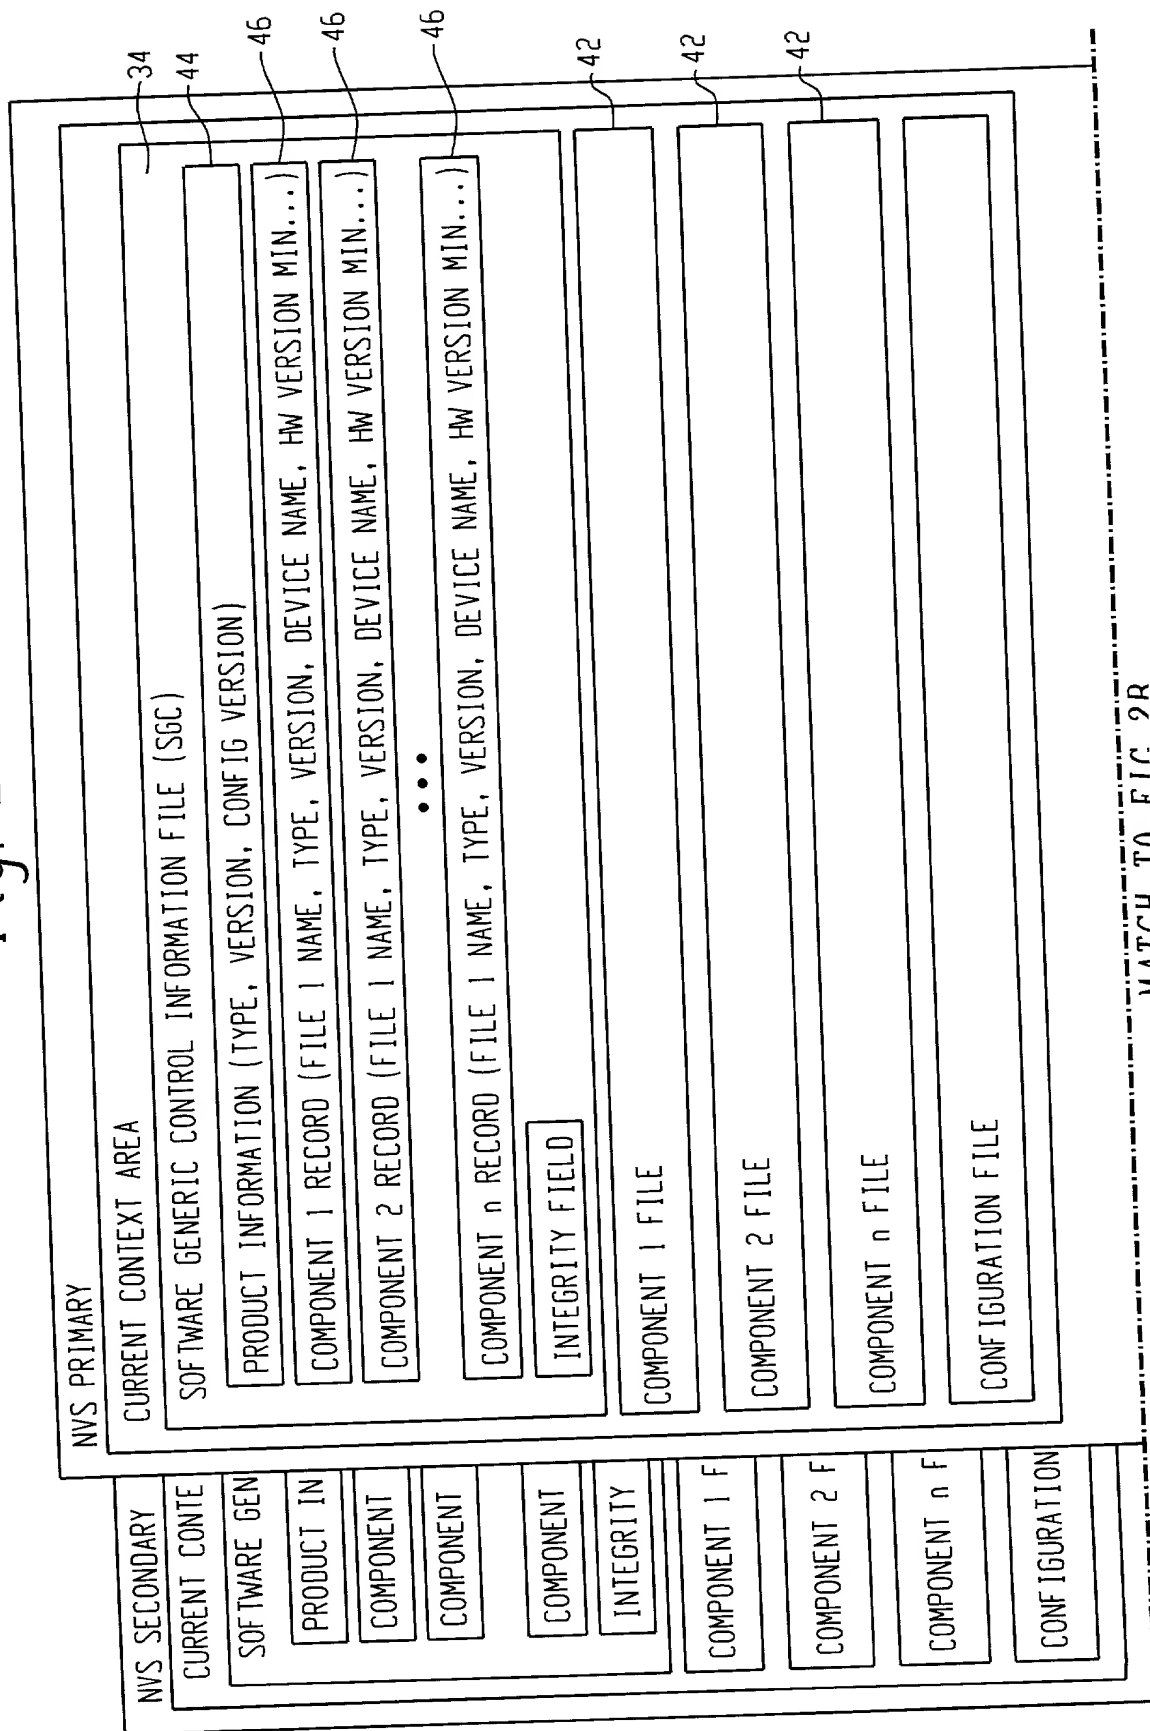 NVS PRIMARY
CURRENT CONTEXT AREA
34
SOFTWARE GENERIC CONTROL INFORMATION FILE (SGC)
44
PRODUCT INFORMATION (TYPE, VERSION, CONFIG VERSION)
46
COMPONENT 1 RECORD (FILE 1 NAME, TYPE, VERSION, DEVICE NAME, HW VERSION MIN...)
46
COMPONENT 2 RECORD (FILE 1 NAME, TYPE, VERSION, DEVICE NAME, HW VERSION MIN...)
•••
46
COMPONENT n RECORD (FILE 1 NAME, TYPE, VERSION, DEVICE NAME, HW VERSION MIN...)
INTEGRITY FIELD
42
COMPONENT 1 FILE
42
COMPONENT 2 FILE
42
COMPONENT n FILE
CONFIGURATION FILE
NVS SECONDARY
CURRENT CONTE
SOFTWARE GEN
PRODUCT IN
COMPONENT
COMPONENT
COMPONENT
INTEGRITY
COMPONENT 1 F
COMPONENT 2 F
COMPONENT n F
CONFIGURATION
MATCH TO FIG. 2B